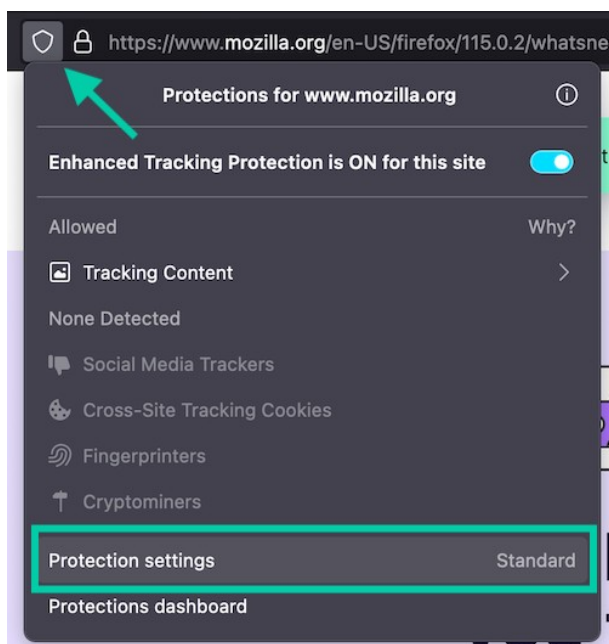 https://www.mozilla.org/en-US/firefox/115.0.2/whatsne
Protections for www.mozilla.org
Enhanced Tracking Protection is ON for this site
Allowed Why?
Tracking Content
None Detected
Social Media Trackers
Cross-Site Tracking Cookies
Fingerprinters
Cryptominers
Protection settings Standard
Protections dashboard